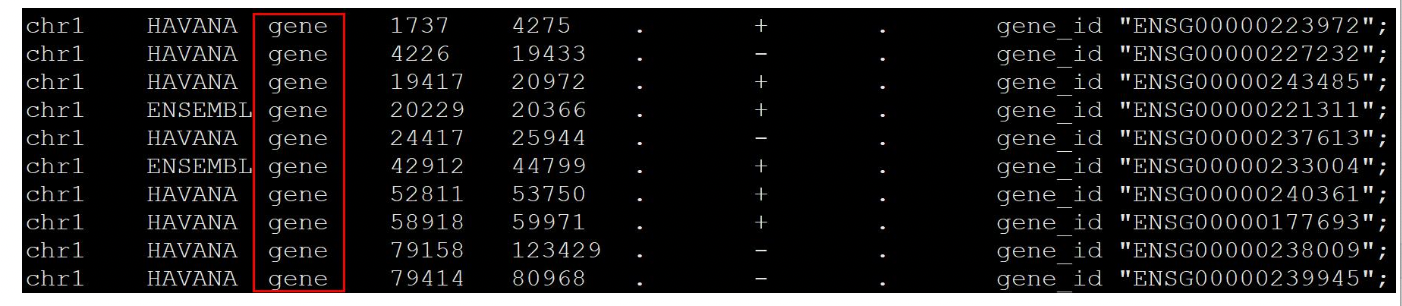 chr1 HAVANA gene 1737 4275 . + . gene_id "ENSG00000223972";
chr1 HAVANA gene 4226 19433 . - . gene_id "ENSG00000227232";
chr1 HAVANA gene 19417 20972 . + . gene_id "ENSG00000243485";
chr1 ENSEMBL gene 20229 20366 . + . gene_id "ENSG00000221311";
chr1 HAVANA gene 24417 25944 . - . gene_id "ENSG00000237613";
chr1 ENSEMBL gene 42912 44799 . + . gene_id "ENSG00000233004";
chr1 HAVANA gene 52811 53750 . + . gene_id "ENSG00000240361";
chr1 HAVANA gene 58918 59971 . + . gene_id "ENSG00000177693";
chr1 HAVANA gene 79158 123429 . - . gene_id "ENSG00000238009";
chr1 HAVANA gene 79414 80968 . - . gene_id "ENSG00000239945";